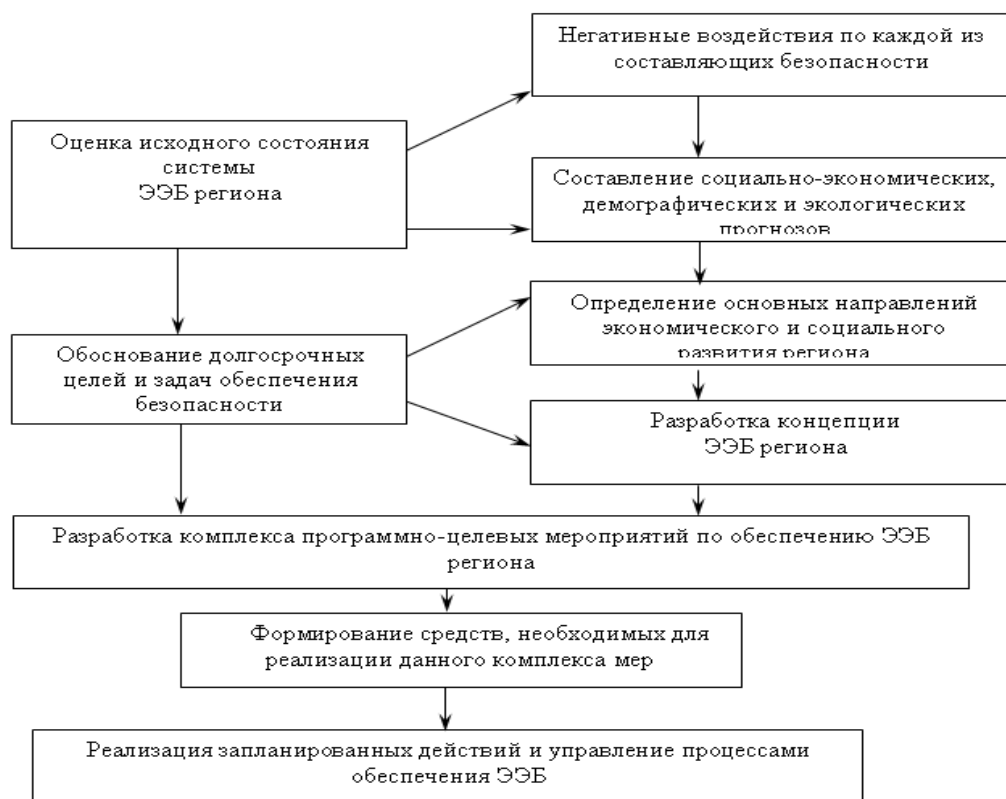 Негативные воздействия по каждой из
составляющих безопасности
Оценка исходного состояния
системы
ЭЭБ региона
Составление социально-экономических,
демографических и экологических
прогнозов
Определение основных направлений
экономического и социального
развития региона
Обоснование долгосрочных
целей и задач обеспечения
безопасности
Разработка концепции
ЭЭБ региона
Разработка комплекса программно-целевых мероприятий по обеспечению ЭЭБ
региона
Формирование средств, необходимых для
реализации данного комплекса мер
Реализация запланированных действий и управление процессами
обеспечения ЭЭБ